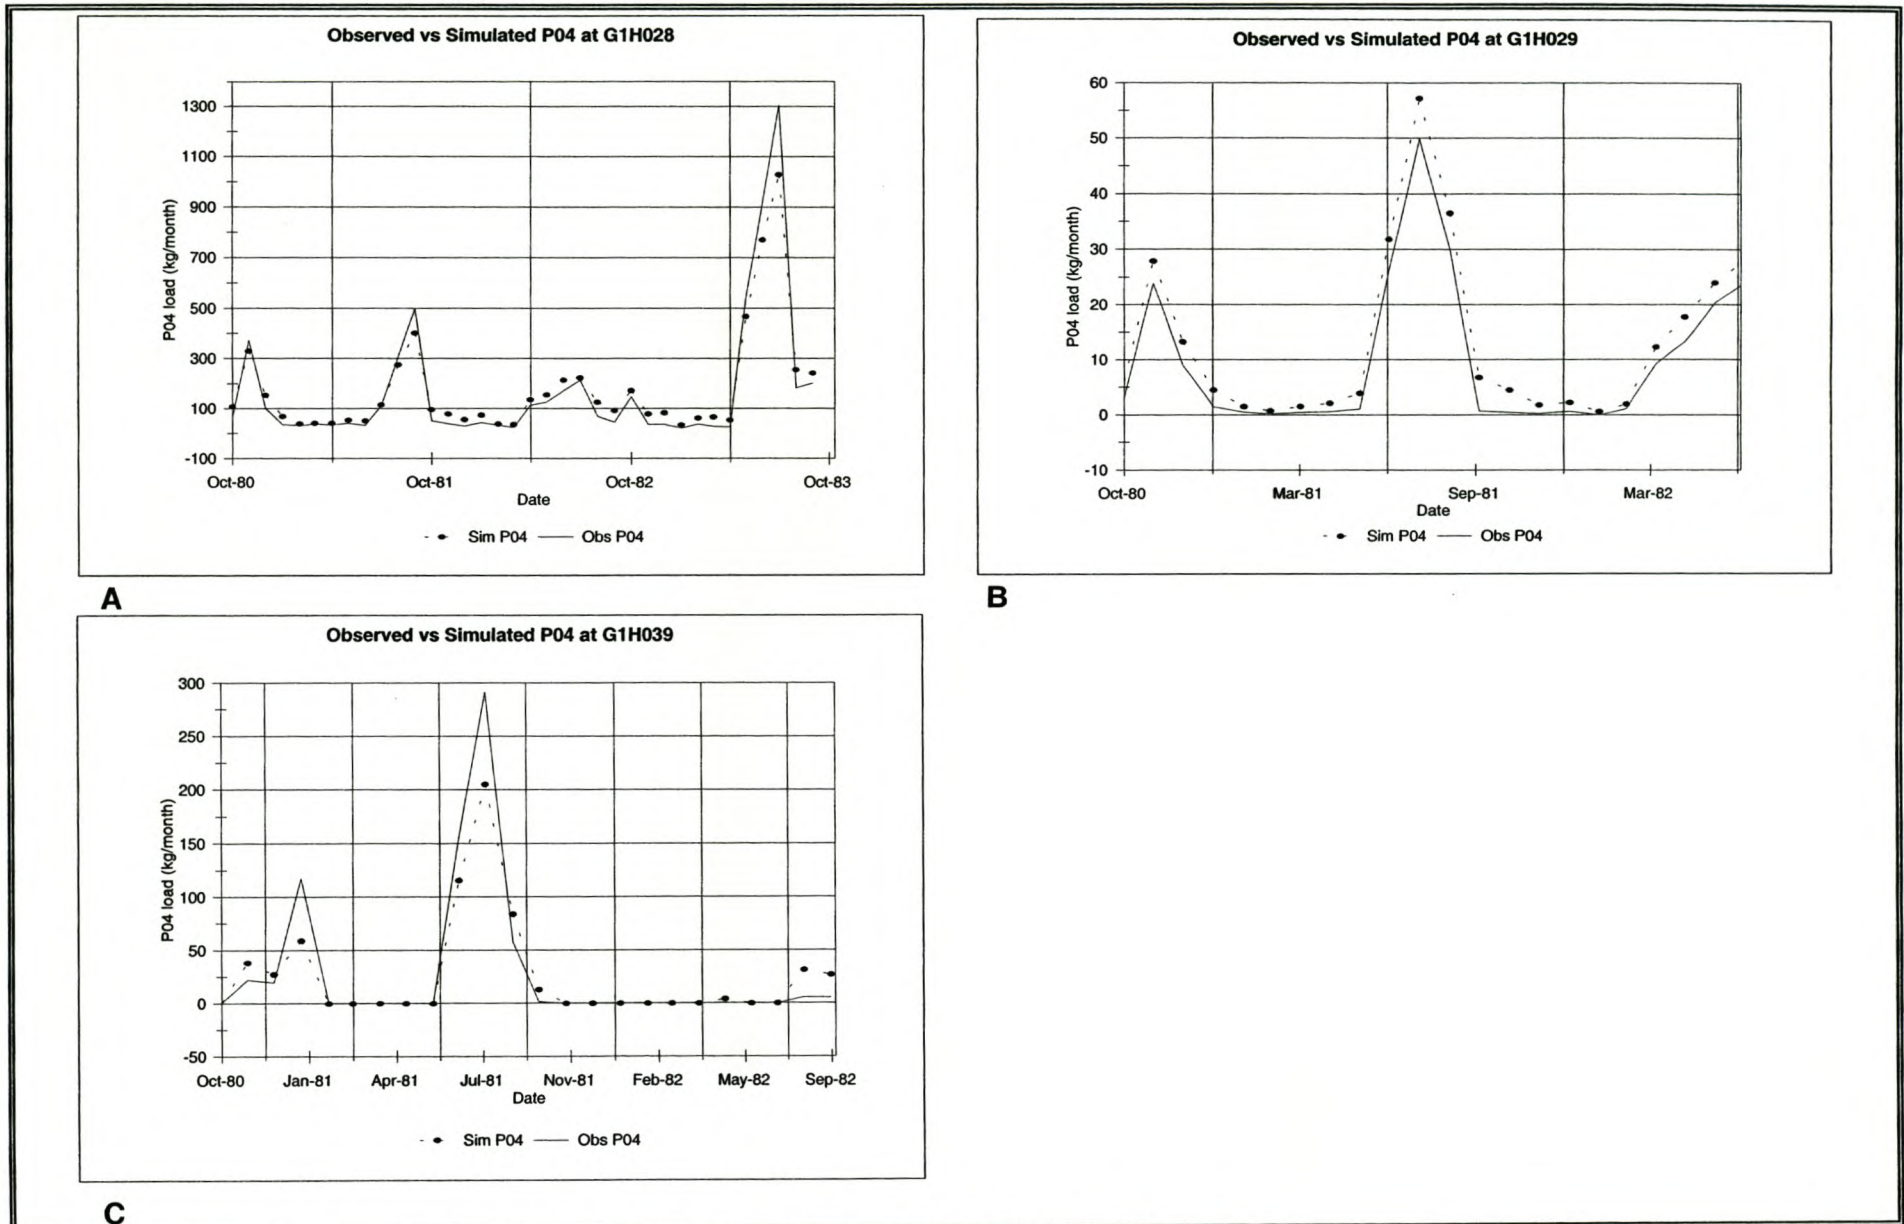 Observed vs Simulated P04 at G1H028
1300
1100
900
700
500
300
100
-100
P04 load (kg/month)
Oct-80 Oct-81 Oct-82 Oct-83
Date
Sim P04 Obs P04
A
Observed vs Simulated P04 at G1H029
60
50
40
30
20
10
0
-10
P04 load (kg/month)
Oct-80 Mar-81 Sep-81 Mar-82
Date
Sim P04 Obs P04
B
Observed vs Simulated P04 at G1H039
300
250
200
150
100
50
0
-50
P04 load (kg/month)
Oct-80 Jan-81 Apr-81 Jul-81 Nov-81 Feb-82 May-82 Sep-82
Date
Sim P04 Obs P04
C